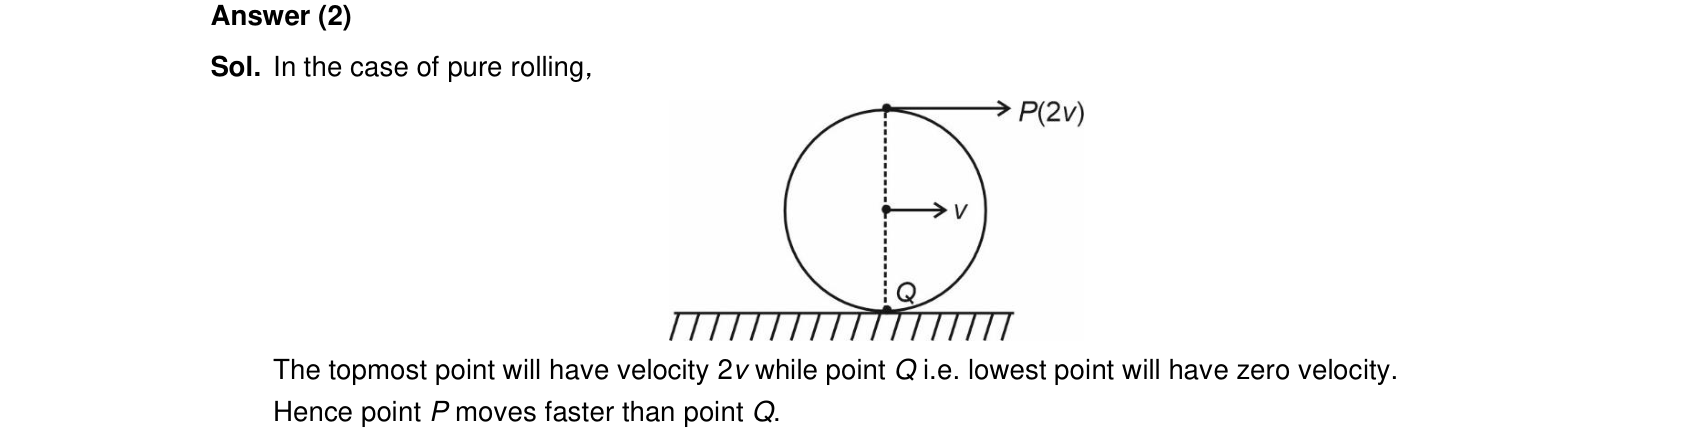 Answer (2)
Sol. In the case of pure rolling,
P(2v)
v
Q
The topmost point will have velocity 2v while point Q i.e. lowest point will have zero velocity.
Hence point P moves faster than point Q.